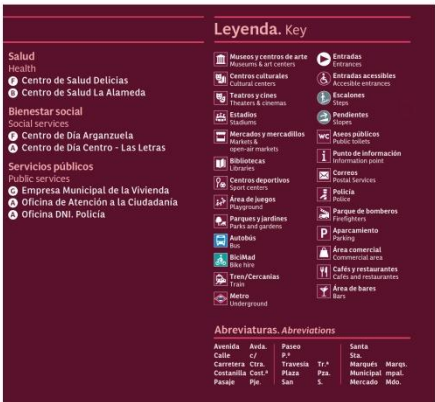 Salud
Health
F Centro de Salud Delicias
B Centro de Salud La Alameda
Bienestar social
Social services
F Centro de Día Arganzuela
A Centro de Día Centro - Las Letras
Servicios públicos
Public services
G Empresa Municipal de la Vivienda
A Oficina de Atención a la Ciudadanía
A Oficina DNI. Policía
Leyenda. Key
Museos y centros de arte
Museums & art centers
Centros culturales
Cultural centers
Teatros y cines
Theaters & cinemas
Estadios
Stadiums
Mercados y mercadillos
Markets &
open-air markets
Bibliotecas
Libraries
Centros deportivos
Sport centers
Área de juegos
Playground
Parques y jardines
Parks and gardens
Autobús
Bus
BiciMad
Bike hire
Tren/Cercanías
Train
Metro
Underground
Entradas
Entrances
Entradas accessibles
Accesible entrances
Escalones
Steps
Pendientes
Slopes
WC Aseos públicos
Public toilets
i Punto de información
Information point
Correos
Postal Services
Policía
Police
Parque de bomberos
Firefighters
P Aparcamiento
Parking
Área comercial
Commercial area
Cafés y restaurantes
Cafés and restaurantes
Área de bares
Bars
Abreviaturas. Abreviations
Avenida Avda.
Calle c/
Carretera Ctra.
Costanilla Cost.ª
Pasaje Pje.
Paseo
P.º
Travesía Tr.ª
Plaza Pza.
San S.
Santa
Sta.
Marqués Marqs.
Municipal mpal.
Mercado Mdo.